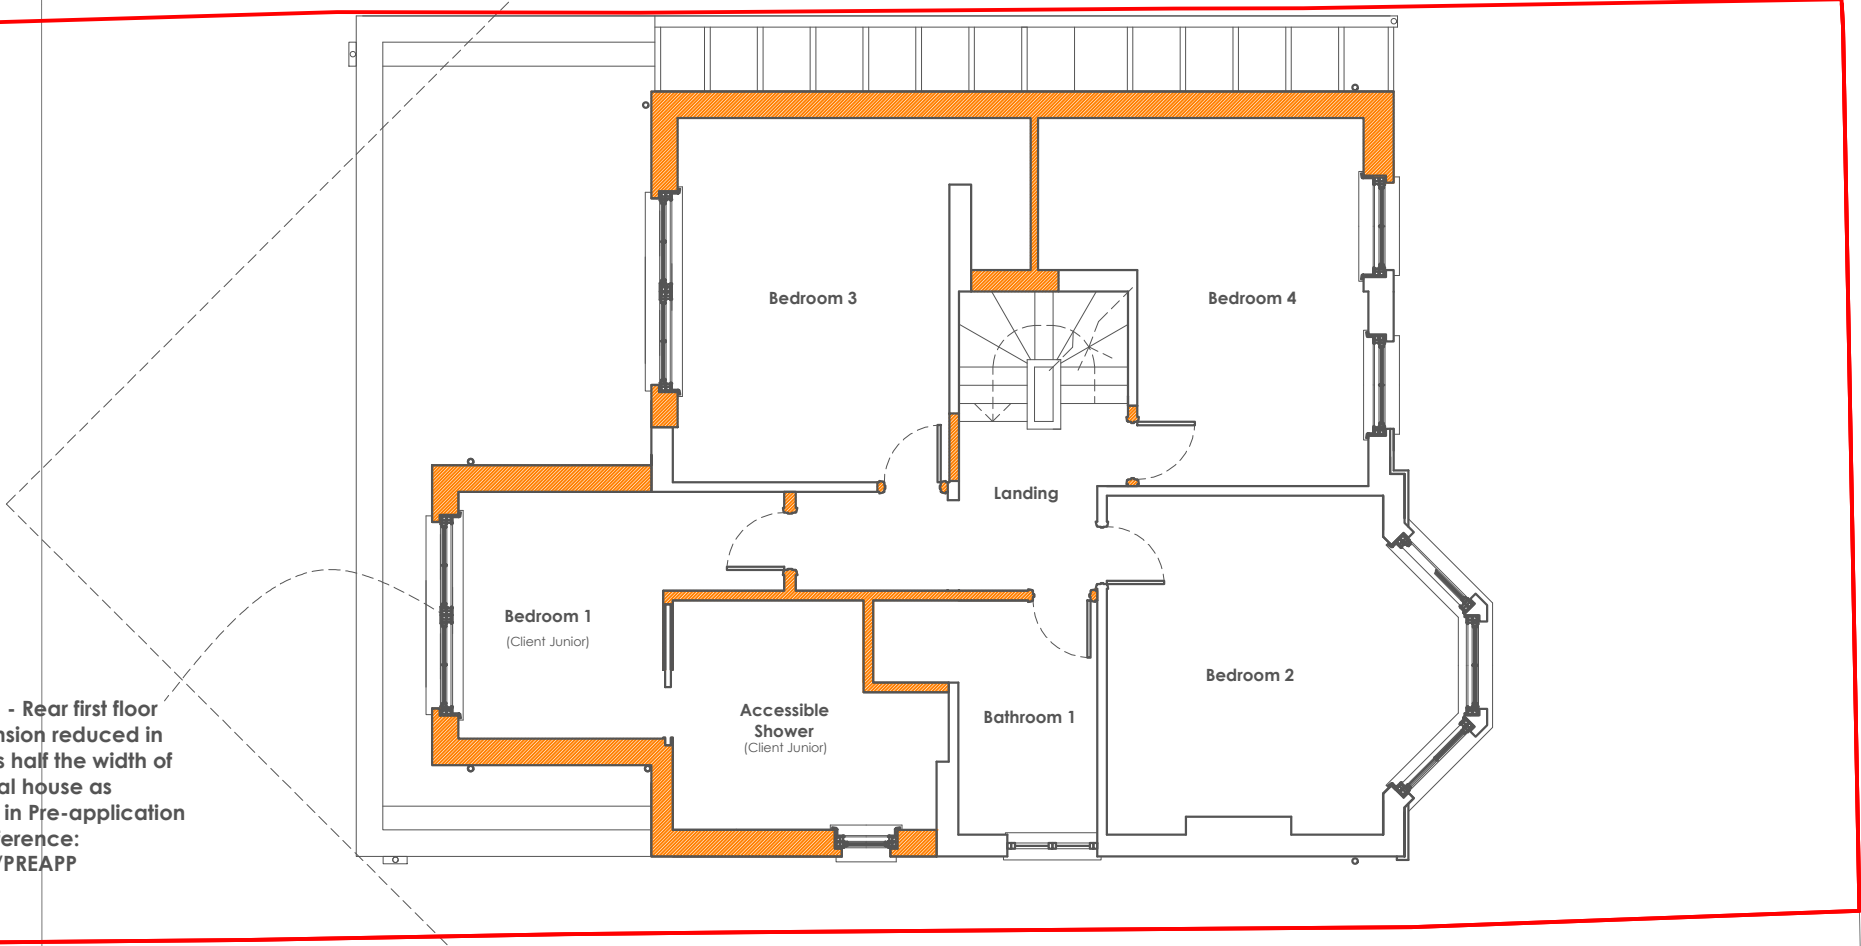 Bedroom 3
Bedroom 4
Landing
Bedroom 1
(Client Junior)
Bedroom 2
Accessible
Shower
(Client Junior)
Bathroom 1
- Rear first floor
nsion reduced in
s half the width of
al house as
in Pre-application
ference:
/PREAPP